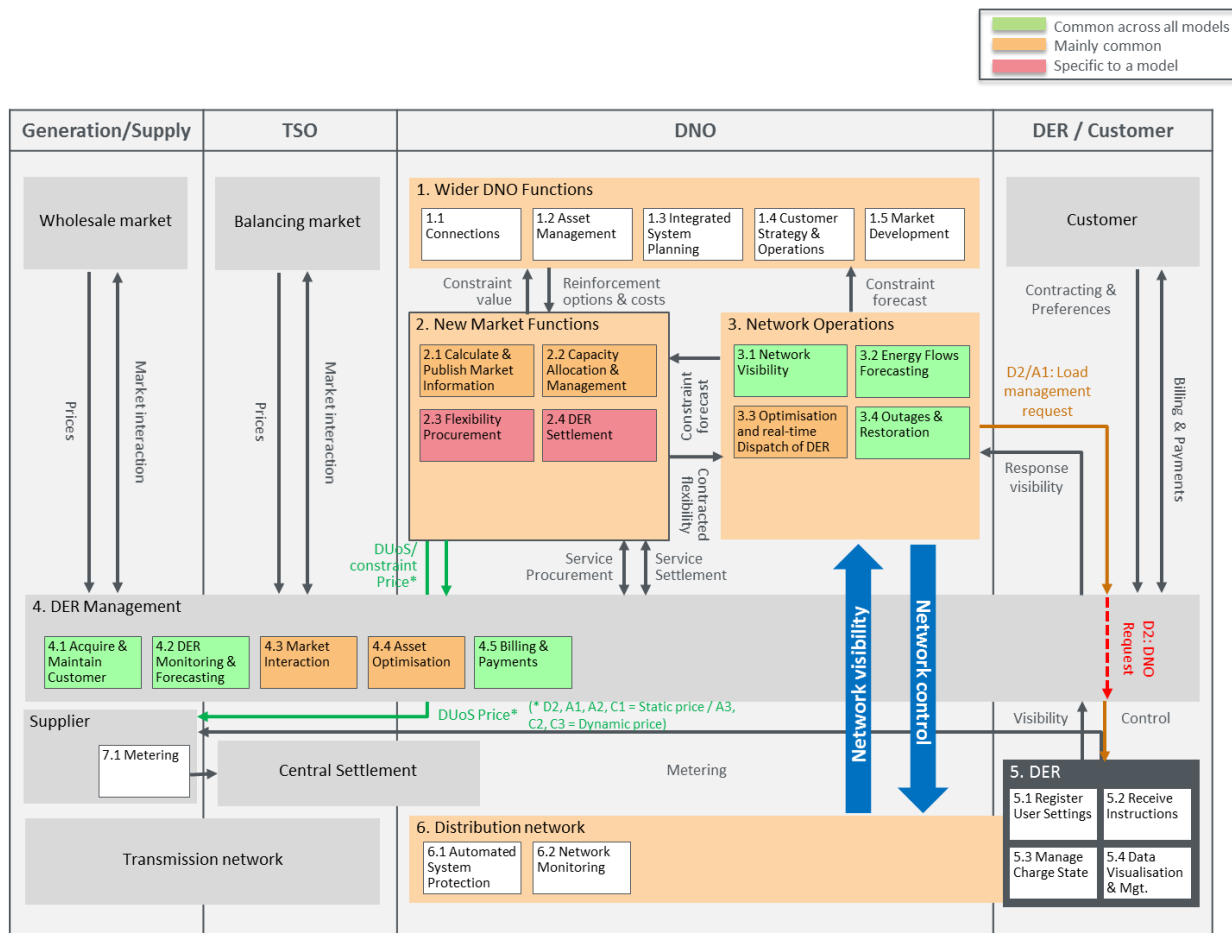 Common across all models
Mainly common
Specific to a model
Generation/Supply
TSO
DNO
DER / Customer
Wholesale market
Balancing market
1. Wider DNO Functions
1.1
Connections
1.2 Asset
Management
1.3 Integrated
System
Planning
1.4 Customer
Strategy &
Operations
1.5 Market
Development
Customer
Constraint
value
Reinforcement
options & costs
Constraint
forecast
Contracting &
Preferences
2. New Market Functions
2.1 Calculate &
Publish Market
Information
2.2 Capacity
Allocation &
Management
2.3 Flexibility
Procurement
2.4 DER
Settlement
Constraint
forecast
Contracted
flexibility
3. Network Operations
3.1 Network
Visibility
3.2 Energy Flows
Forecasting
3.3 Optimisation
and real-time
Dispatch of DER
3.4 Outages &
Restoration
D2/A1: Load
management
request
Response
visibility
Billing & Payments
Prices
Market interaction
Prices
Market interaction
DUoS/
constraint
Price*
Service
Procurement
Service
Settlement
Network visibility
Network control
4. DER Management
4.1 Acquire &
Maintain
Customer
4.2 DER
Monitoring &
Forecasting
4.3 Market
Interaction
4.4 Asset
Optimisation
4.5 Billing &
Payments
D2: DNO
Request
DUoS Price*
(* D2, A1, A2, C1 = Static price / A3,
C2, C3 = Dynamic price)
Supplier
7.1 Metering
Central Settlement
Metering
Visibility
Control
5. DER
5.1 Register
User Settings
5.2 Receive
Instructions
5.3 Manage
Charge State
5.4 Data
Visualisation
& Mgt.
Transmission network
6. Distribution network
6.1 Automated
System
Protection
6.2 Network
Monitoring